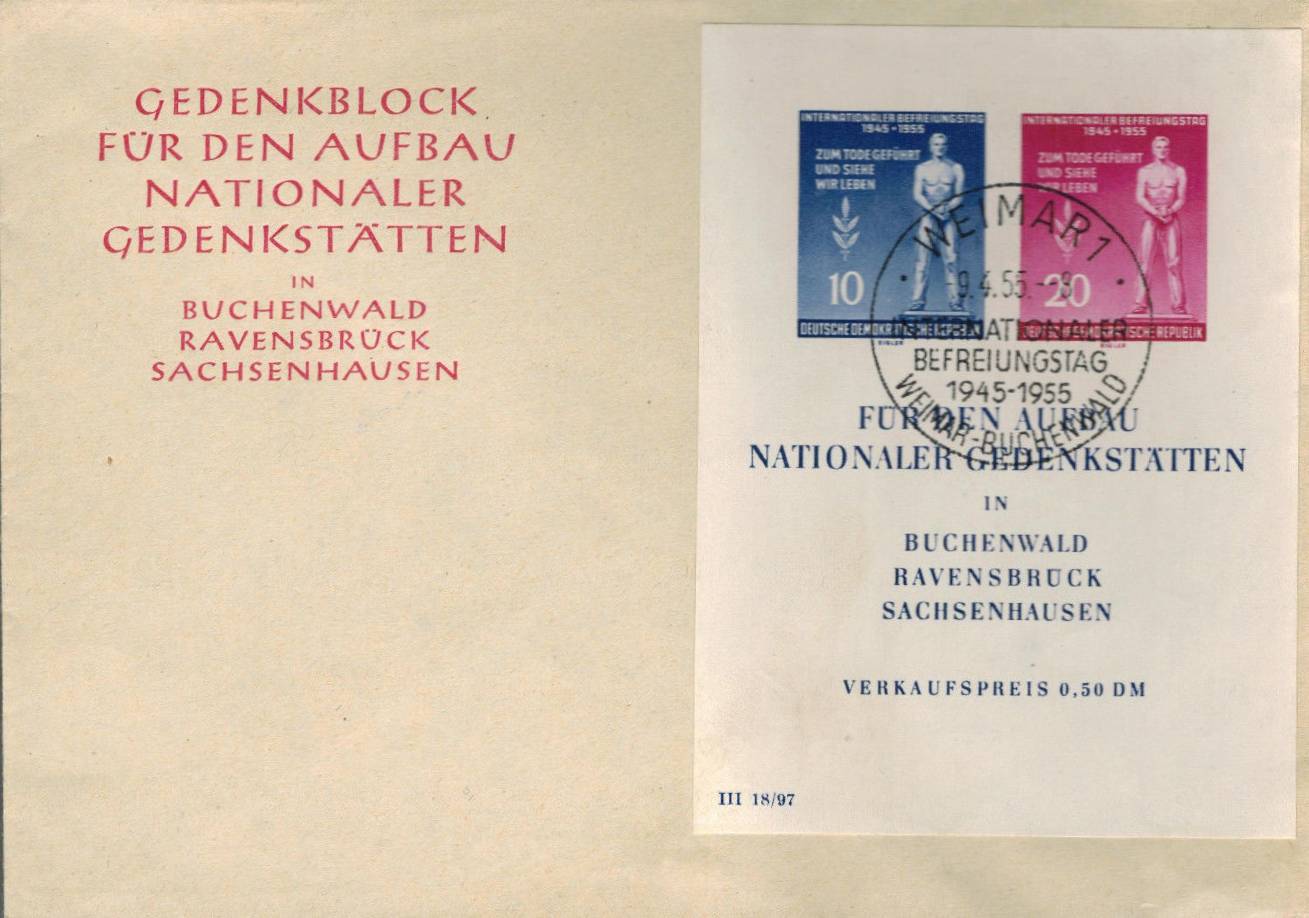 GEDENKBLOCK
FÜR DEN AUFBAU
NATIONALER
GEDENKSTÄTTEN
IN
BUCHENWALD
RAVENSBRÜCK
SACHSENHAUSEN
INTERNATIONALER BEFREIUNGSTAG
1945 • 1955
ZUM TODE GEFÜHRT
UND SIEHE
WIR LEBEN
10
DEUTSCHE DEMOKRATISCHE REPUBLIK
SIGLER
INTERNATIONALER BEFREIUNGSTAG
1945 • 1955
ZUM TODE GEFÜHRT
UND SIEHE
WIR LEBEN
20
DEUTSCHE DEMOKRATISCHE REPUBLIK
SIGLER
WEIMAR 1
9.4.55.-8
INTERNATIONALER
BEFREIUNGSTAG
1945-1955
WEIMAR-BUCHENWALD
FÜR DEN AUFBAU
NATIONALER GEDENKSTÄTTEN
IN
BUCHENWALD
RAVENSBRÜCK
SACHSENHAUSEN
VERKAUFSPREIS 0,50 DM
III 18/97